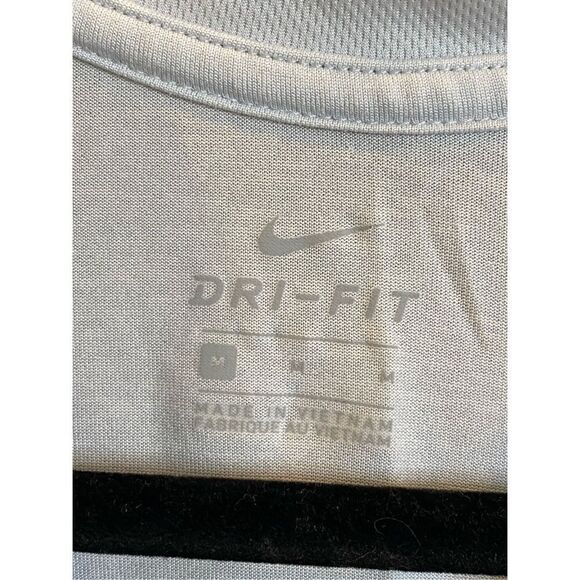 DRI-FIT
M M M
MADE IN VIETNAM
FABRIQUE AU VIETNAM